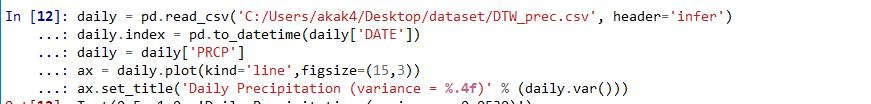 In [12]: daily = pd.read_csv('C:/Users/akak4/Desktop/dataset/DTW_prec.csv', header='infer')
    ...: daily.index = pd.to_datetime(daily['DATE'])
    ...: daily = daily['PRCP']
    ...: ax = daily.plot(kind='line',figsize=(15,3))
    ...: ax.set_title('Daily Precipitation (variance = %.4f)' % (daily.var()))